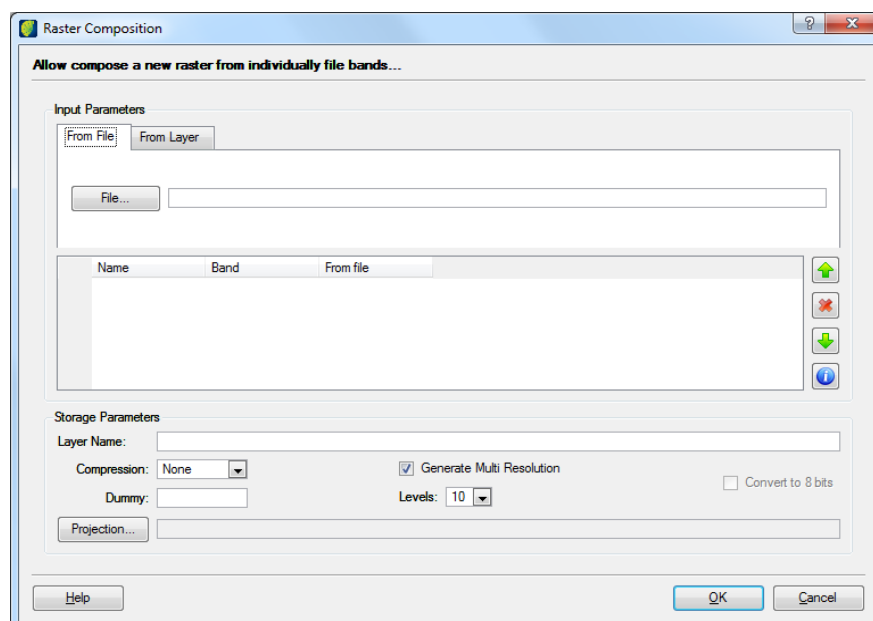 Raster Composition
Allow compose a new raster from individually file bands...
Input Parameters
From File From Layer
File...
Name Band From file
Storage Parameters
Layer Name:
Compression: None Generate Multi Resolution
Convert to 8 bits
Dummy: Levels: 10
Projection...
Help OK Cancel